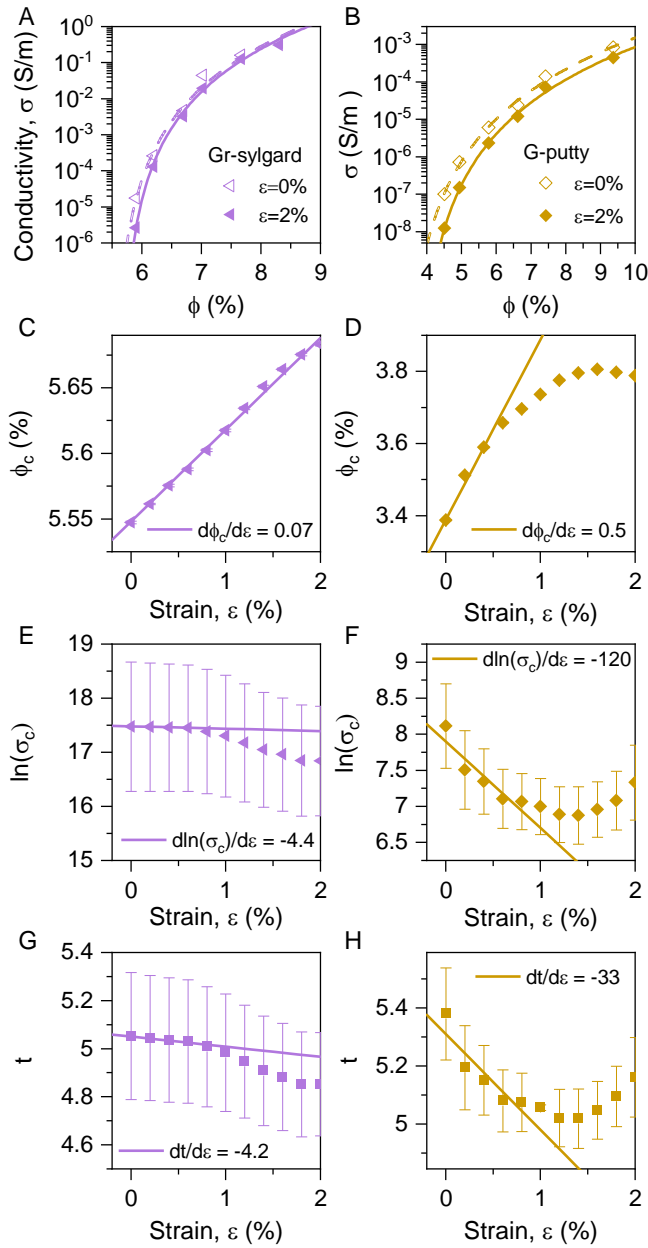 A
Conductivity, σ (S/m)
10⁰
10⁻¹
10⁻²
10⁻³
10⁻⁴
10⁻⁵
10⁻⁶
Gr-sylgard
ε=0%
ε=2%
6 7 8 9
ϕ (%)
B
σ (S/m)
10⁻³
10⁻⁴
10⁻⁵
10⁻⁶
10⁻⁷
10⁻⁸
G-putty
ε=0%
ε=2%
4 5 6 7 8 9 10
ϕ (%)
C
ϕc (%)
5.65
5.60
5.55
dϕc/dε = 0.07
0 1 2
Strain, ε (%)
D
ϕc (%)
3.8
3.6
3.4
dϕc/dε = 0.5
0 1 2
Strain, ε (%)
E
ln(σc)
19
18
17
16
15
dln(σc)/dε = -4.4
0 1 2
Strain, ε (%)
F
ln(σc)
9
8.25
7.5
6.75
dln(σc)/dε = -120
0 1 2
Strain, ε (%)
G
t
5.4
5.2
5.0
4.8
4.6
dt/dε = -4.2
0 1 2
Strain, ε (%)
H
t
5.4
5.2
5
dt/dε = -33
0 1 2
Strain, ε (%)